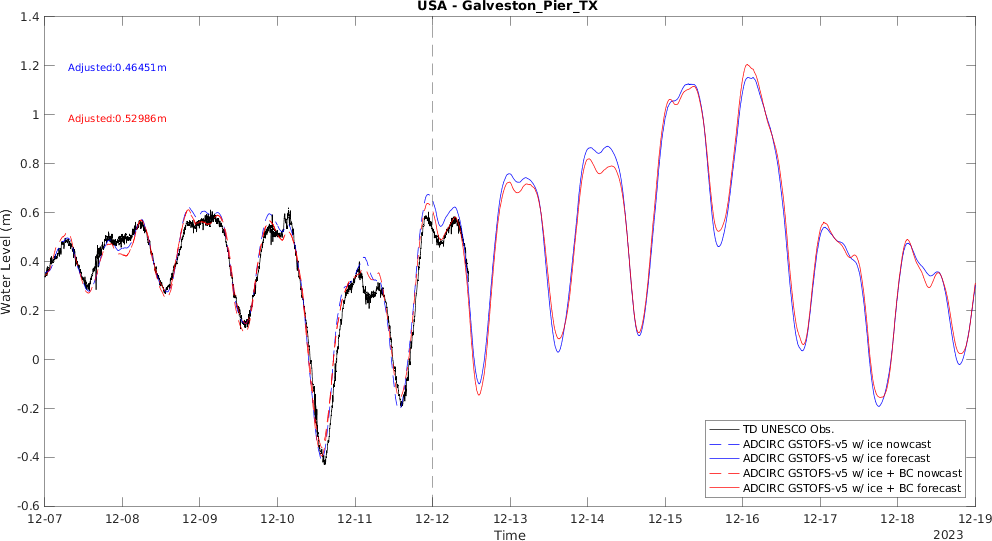 USA - Galveston_Pier_TX
1.4
1.2
1
0.8
0.6
0.4
0.2
0
-0.2
-0.4
-0.6
Water Level (m)
Adjusted:0.46451m
Adjusted:0.52986m
TD UNESCO Obs.
ADCIRC GSTOFS-v5 w/ ice nowcast
ADCIRC GSTOFS-v5 w/ ice forecast
ADCIRC GSTOFS-v5 w/ ice + BC nowcast
ADCIRC GSTOFS-v5 w/ ice + BC forecast
12-07 12-08 12-09 12-10 12-11 12-12 12-13 12-14 12-15 12-16 12-17 12-18 12-19
Time
2023